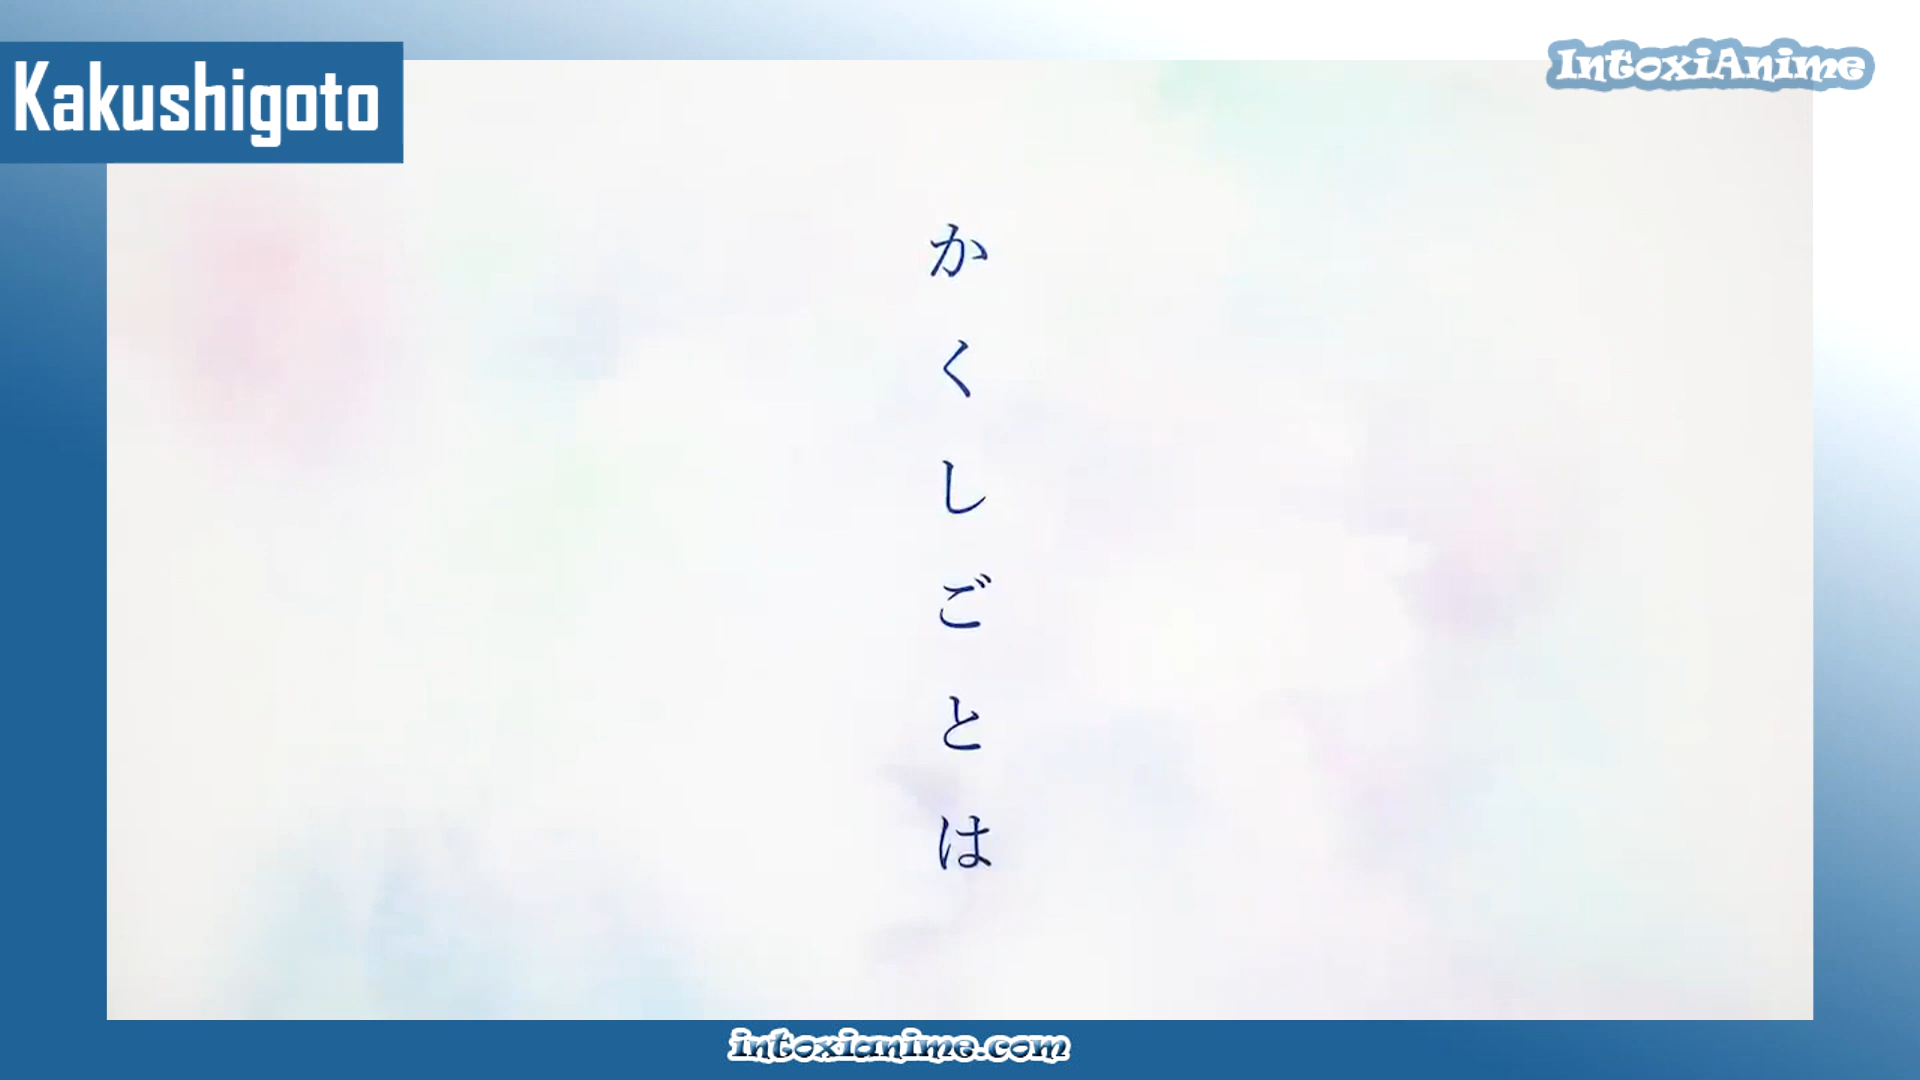 Kakushigoto
IntoxiAnime
かくしごとは
intoxianime.com